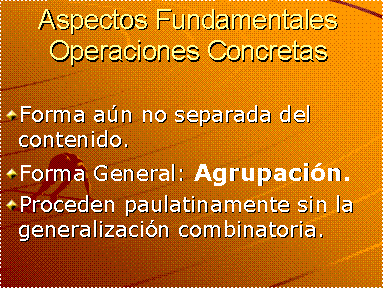 Aspectos Fundamentales
Operaciones Concretas
Forma aún no separada del
contenido.
Forma General: Agrupación.
Proceden paulatinamente sin la
generalización combinatoria.